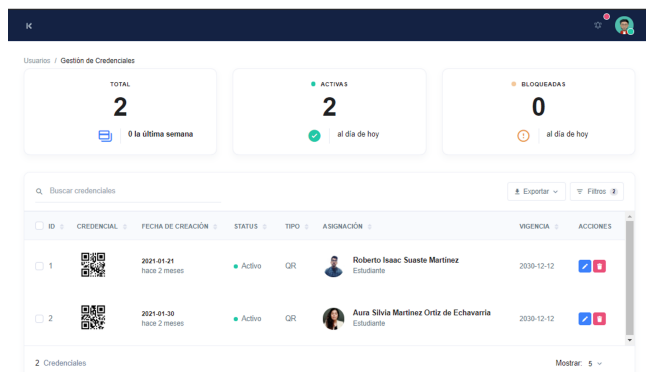 Usuarios / Gestión de Credenciales
TOTAL
2
0 la última semana
ACTIVAS
2
al día de hoy
BLOQUEADAS
0
al día de hoy
Buscar credenciales
Exportar
Filtros 2
ID CREDENCIAL FECHA DE CREACIÓN STATUS TIPO ASIGNACIÓN VIGENCIA ACCIONES
1 2021-01-21 Activo QR Roberto Isaac Suaste Martínez 2030-12-12
hace 2 meses Estudiante
2 2021-01-30 Activo QR Aura Silvia Martínez Ortiz de Echavarría 2030-12-12
hace 2 meses Estudiante
2 Credenciales
Mostrar: 5